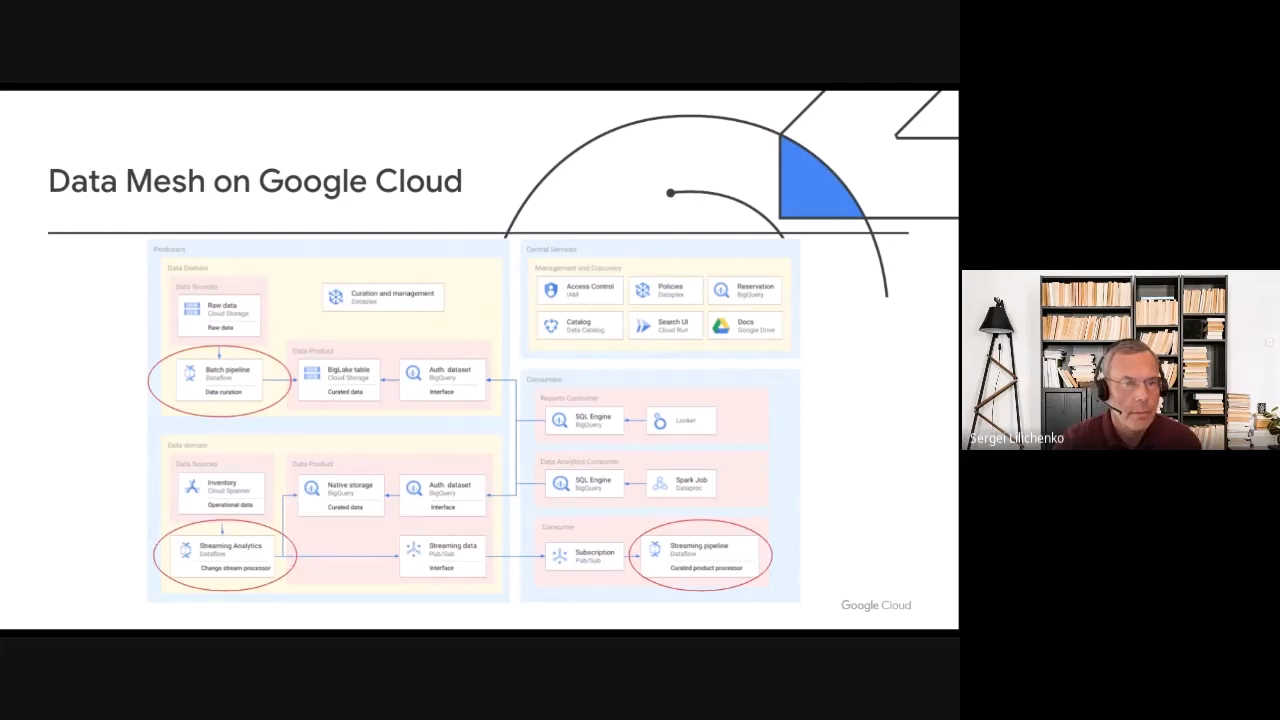 Data Mesh on Google Cloud
Producers
Data Domain
Data Sources
Raw data
Cloud Storage
Raw data
Curation and management
Dataplex
Batch pipeline
Dataflow
Data curation
Data Product
BigLake table
Cloud Storage
Curated data
Auth. dataset
BigQuery
Interface
Data domain
Data Sources
Inventory
Cloud Spanner
Operational data
Streaming Analytics
Dataflow
Change stream processor
Data Product
Native storage
BigQuery
Curated data
Auth. dataset
BigQuery
Interface
Streaming data
Pub/Sub
Interface
Central Services
Management and Discovery
Access Control
IAM
Policies
Dataplex
Reservation
BigQuery
Catalog
Data Catalog
Search UI
Cloud Run
Docs
Google Drive
Consumers
Reports Consumer
SQL Engine
BigQuery
Looker
Data Analytics Consumer
SQL Engine
BigQuery
Spark Job
Dataproc
Consumer
Subscription
Pub/Sub
Streaming pipeline
Dataflow
Curated product processor
Google Cloud
Sergei Lilichenko